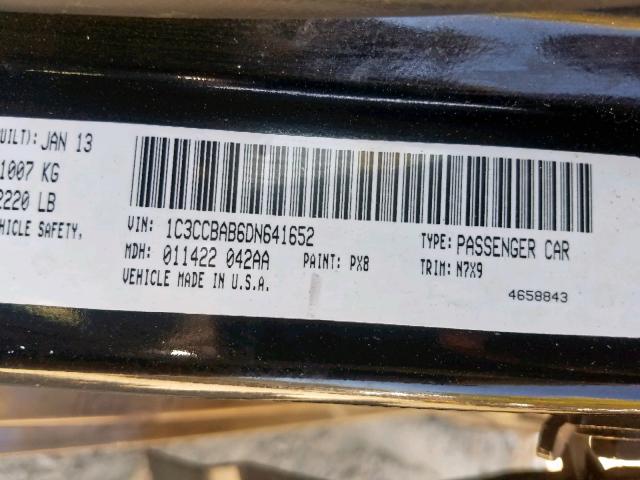 UILT): JAN 13
1007 KG
2220 LB
EHICLE SAFETY,
VIN: 1C3CCBAB6DN641652
TYPE: PASSENGER CAR
MDH: 011422 042AA
PAINT: PX8
TRIM: N7X9
VEHICLE MADE IN U.S.A.
4658843